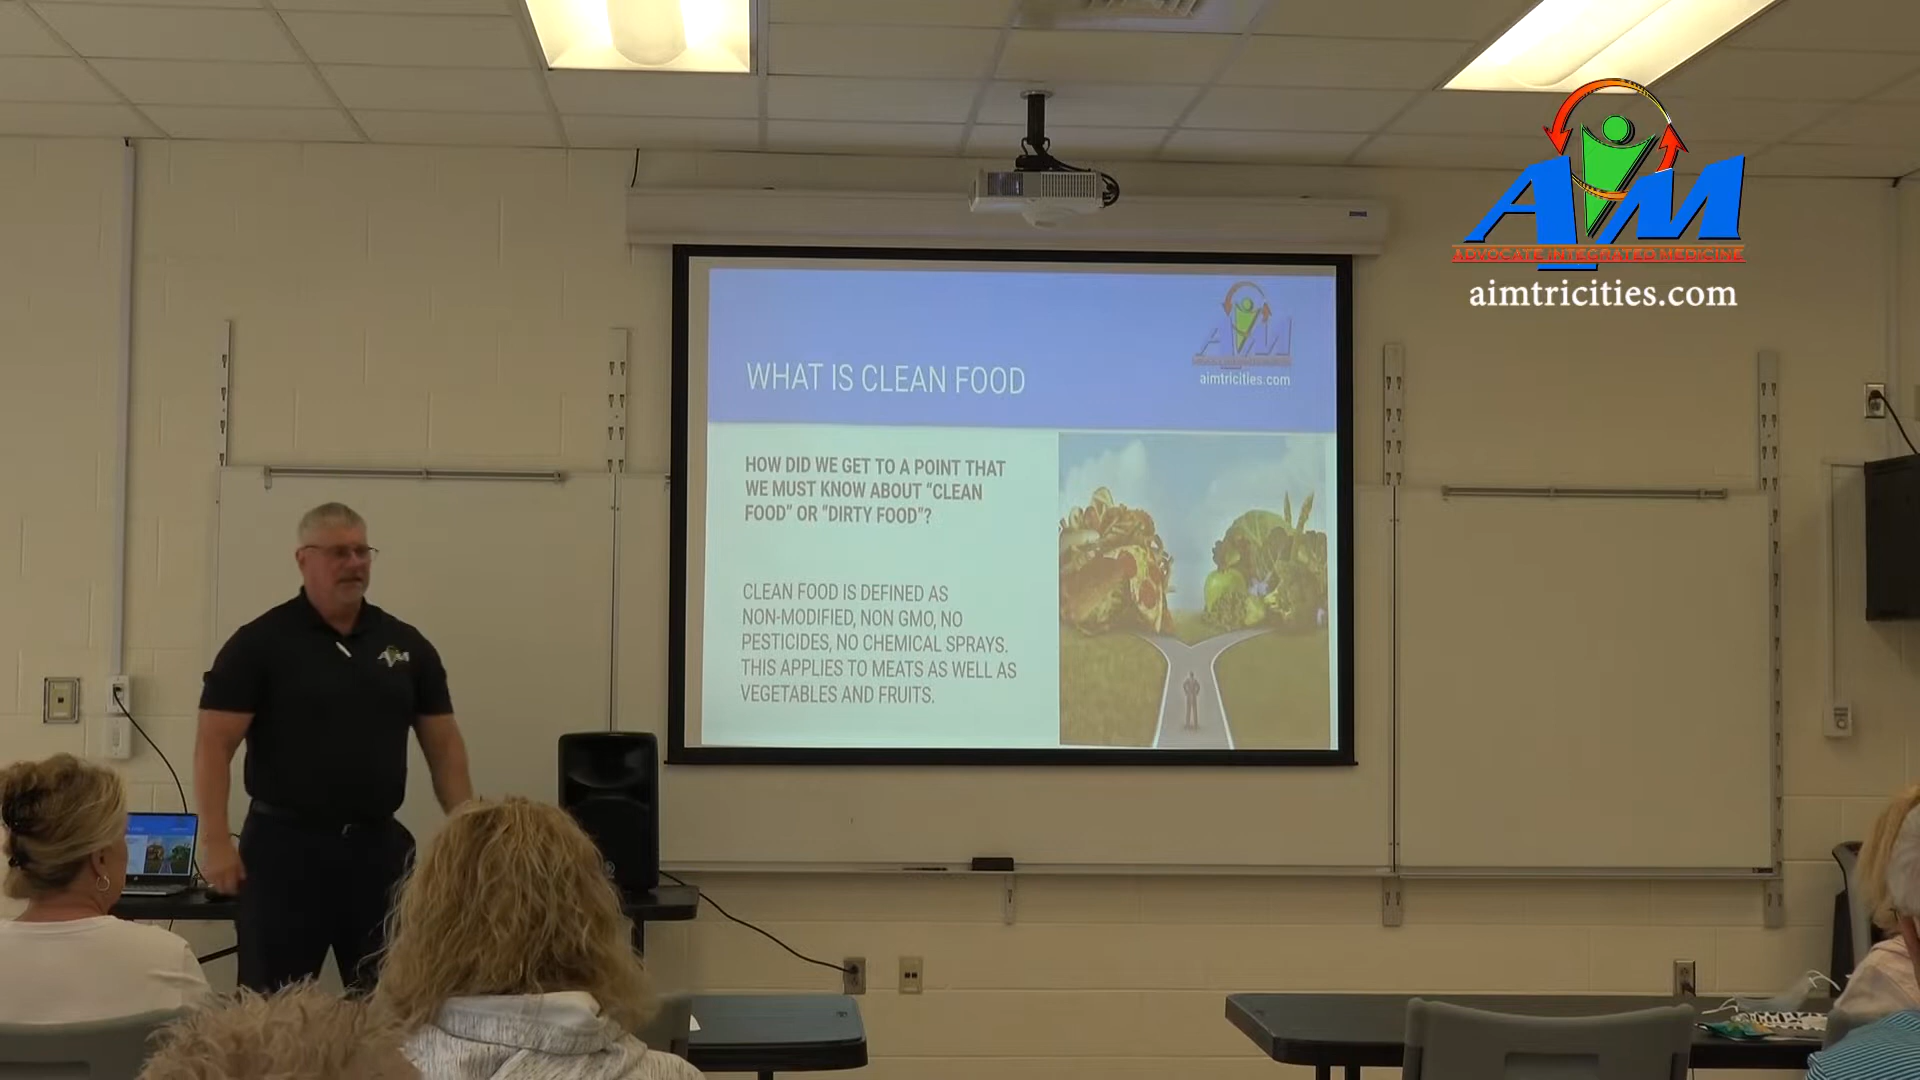 ADVOCATE INTEGRATED MEDICINE
aimtricities.com
AIM
aimtricities.com
WHAT IS CLEAN FOOD
HOW DID WE GET TO A POINT THAT
WE MUST KNOW ABOUT “CLEAN
FOOD” OR “DIRTY FOOD”?
CLEAN FOOD IS DEFINED AS
NON-MODIFIED, NON GMO, NO
PESTICIDES, NO CHEMICAL SPRAYS.
THIS APPLIES TO MEATS AS WELL AS
VEGETABLES AND FRUITS.